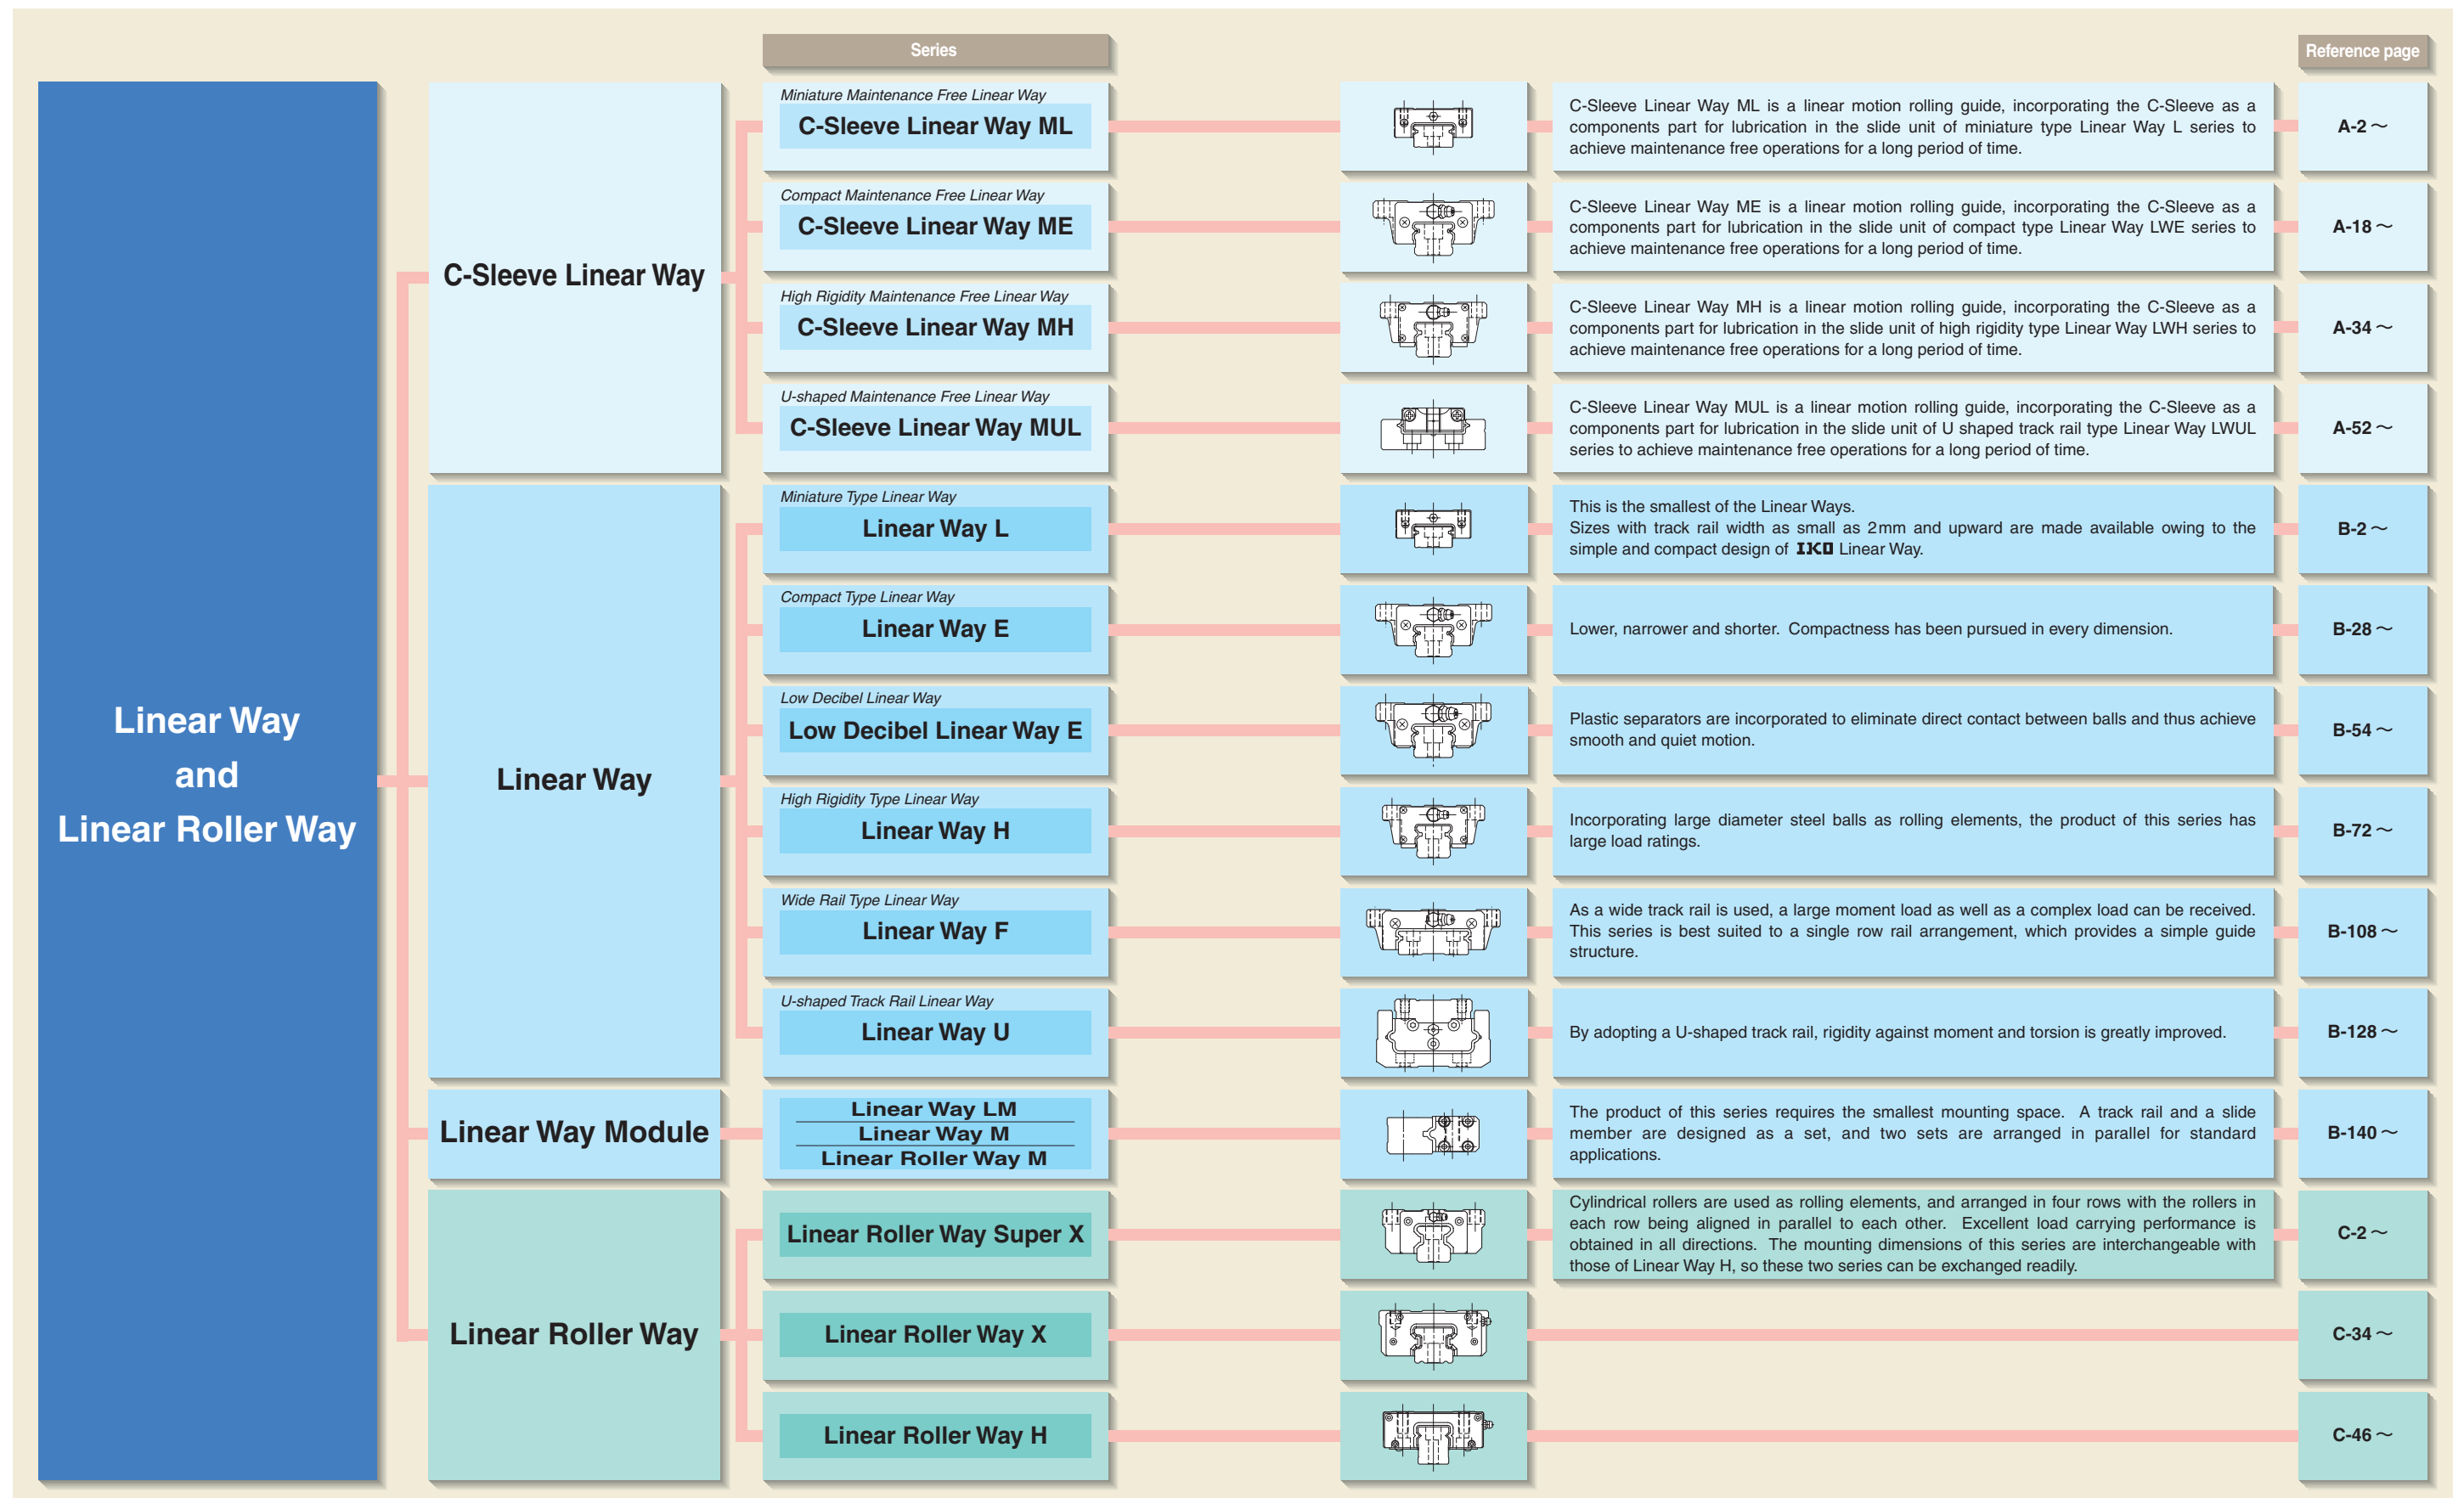 Series
Reference page
Linear Way
and
Linear Roller Way
C-Sleeve Linear Way
Miniature Maintenance Free Linear Way
C-Sleeve Linear Way ML
C-Sleeve Linear Way ML is a linear motion rolling guide, incorporating the C-Sleeve as a
components part for lubrication in the slide unit of miniature type Linear Way L series to
achieve maintenance free operations for a long period of time.
A-2～
Compact Maintenance Free Linear Way
C-Sleeve Linear Way ME
C-Sleeve Linear Way ME is a linear motion rolling guide, incorporating the C-Sleeve as a
components part for lubrication in the slide unit of compact type Linear Way LWE series to
achieve maintenance free operations for a long period of time.
A-18～
High Rigidity Maintenance Free Linear Way
C-Sleeve Linear Way MH
C-Sleeve Linear Way MH is a linear motion rolling guide, incorporating the C-Sleeve as a
components part for lubrication in the slide unit of high rigidity type Linear Way LWH series to
achieve maintenance free operations for a long period of time.
A-34～
U-shaped Maintenance Free Linear Way
C-Sleeve Linear Way MUL
C-Sleeve Linear Way MUL is a linear motion rolling guide, incorporating the C-Sleeve as a
components part for lubrication in the slide unit of U shaped track rail type Linear Way LWUL
series to achieve maintenance free operations for a long period of time.
A-52～
Linear Way
Miniature Type Linear Way
Linear Way L
This is the smallest of the Linear Ways.
Sizes with track rail width as small as 2mm and upward are made available owing to the
simple and compact design of IKO Linear Way.
B-2～
Compact Type Linear Way
Linear Way E
Lower, narrower and shorter. Compactness has been pursued in every dimension.
B-28～
Low Decibel Linear Way
Low Decibel Linear Way E
Plastic separators are incorporated to eliminate direct contact between balls and thus achieve
smooth and quiet motion.
B-54～
High Rigidity Type Linear Way
Linear Way H
Incorporating large diameter steel balls as rolling elements, the product of this series has
large load ratings.
B-72～
Wide Rail Type Linear Way
Linear Way F
As a wide track rail is used, a large moment load as well as a complex load can be received.
This series is best suited to a single row rail arrangement, which provides a simple guide
structure.
B-108～
U-shaped Track Rail Linear Way
Linear Way U
By adopting a U-shaped track rail, rigidity against moment and torsion is greatly improved.
B-128～
Linear Way Module
Linear Way LM
Linear Way M
Linear Roller Way M
The product of this series requires the smallest mounting space. A track rail and a slide
member are designed as a set, and two sets are arranged in parallel for standard
applications.
B-140～
Linear Roller Way
Linear Roller Way Super X
Cylindrical rollers are used as rolling elements, and arranged in four rows with the rollers in
each row being aligned in parallel to each other. Excellent load carrying performance is
obtained in all directions. The mounting dimensions of this series are interchangeable with
those of Linear Way H, so these two series can be exchanged readily.
C-2～
Linear Roller Way X
C-34～
Linear Roller Way H
C-46～